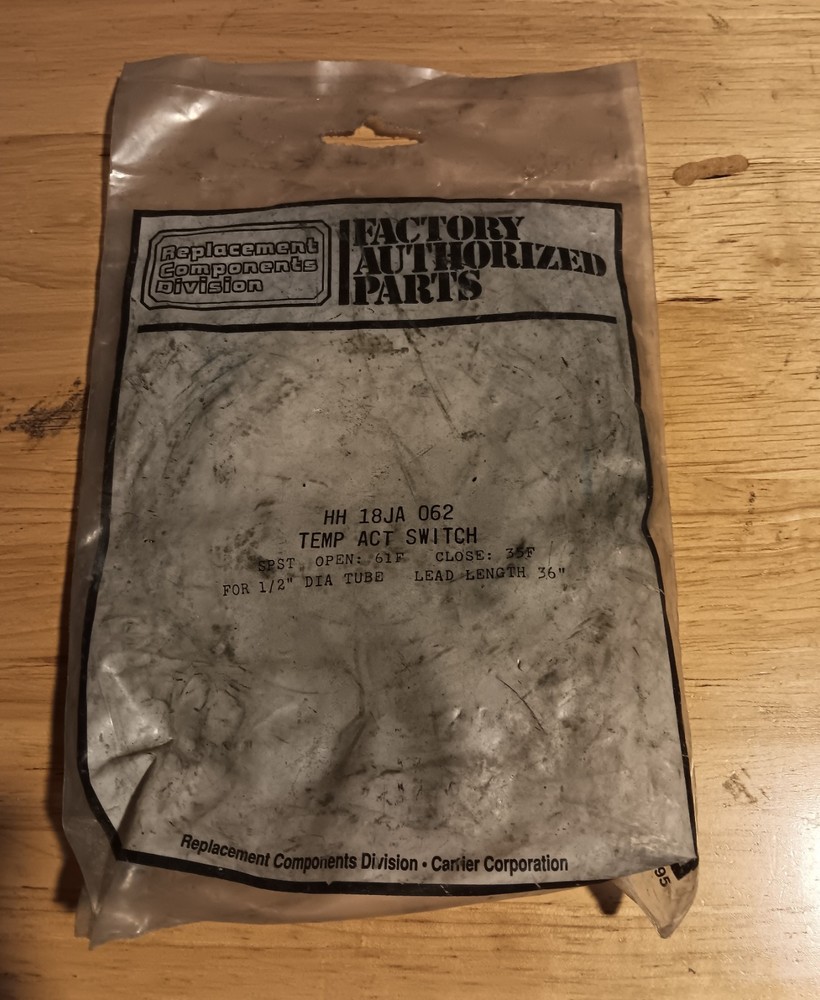 Replacement
Components
Division
FACTORY
AUTHORIZED
PARTS
HH 18JA 062
TEMP ACT SWITCH
SPST OPEN: 61F CLOSE: 35F
FOR 1/2" DIA TUBE LEAD LENGTH 36"
Replacement Components Division • Carrier Corporation
95